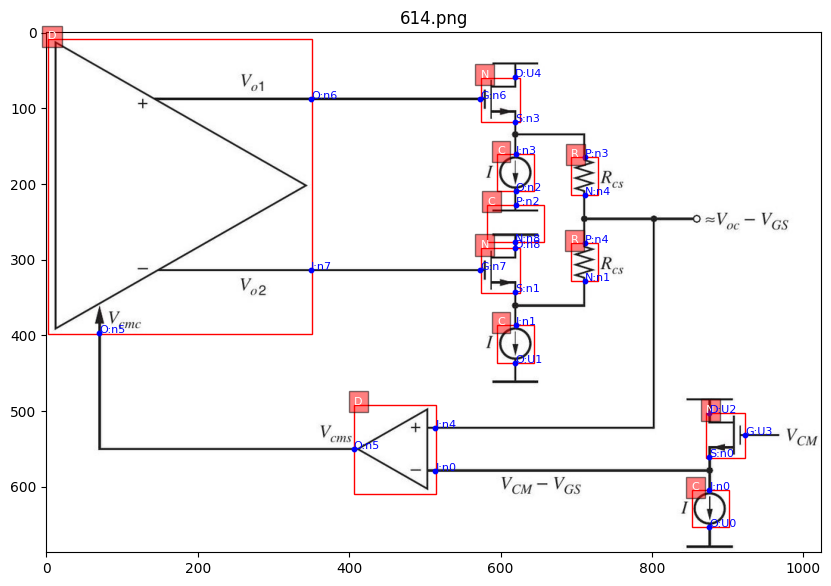 614.png
0
100
200
300
400
500
600
0
200
400
600
800
1000
D
+
V_{o1}
O:n6
N
D:U4
G:n6
S:n3
C
I:n3
I
O:n2
R
P:n3
R_{cs}
N:n4
C
P:n2
N:n8
≈V_{oc} − V_{GS}
−
V_{o2}
I:n7
N
D:n8
G:n7
S:n1
R
P:n4
R_{cs}
N:n1
V_{cmc}
O:n5
C
I:n1
I
O:U1
D
V_{cms}
O:n5
+
I:n4
−
I:n0
V_{CM} − V_{GS}
D:U2
G:U3
V_{CM}
S:n0
C
I:n0
I
O:U0